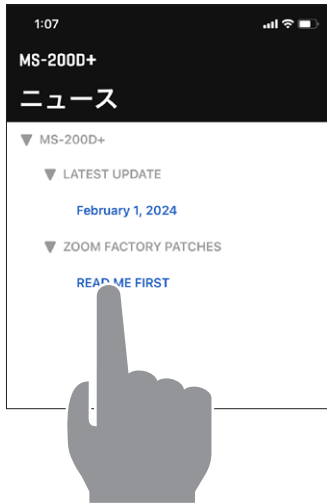 1:07
MS-200D+
ニュース
▼ MS-200D+
▼ LATEST UPDATE
February 1, 2024
▼ ZOOM FACTORY PATCHES
READ ME FIRST